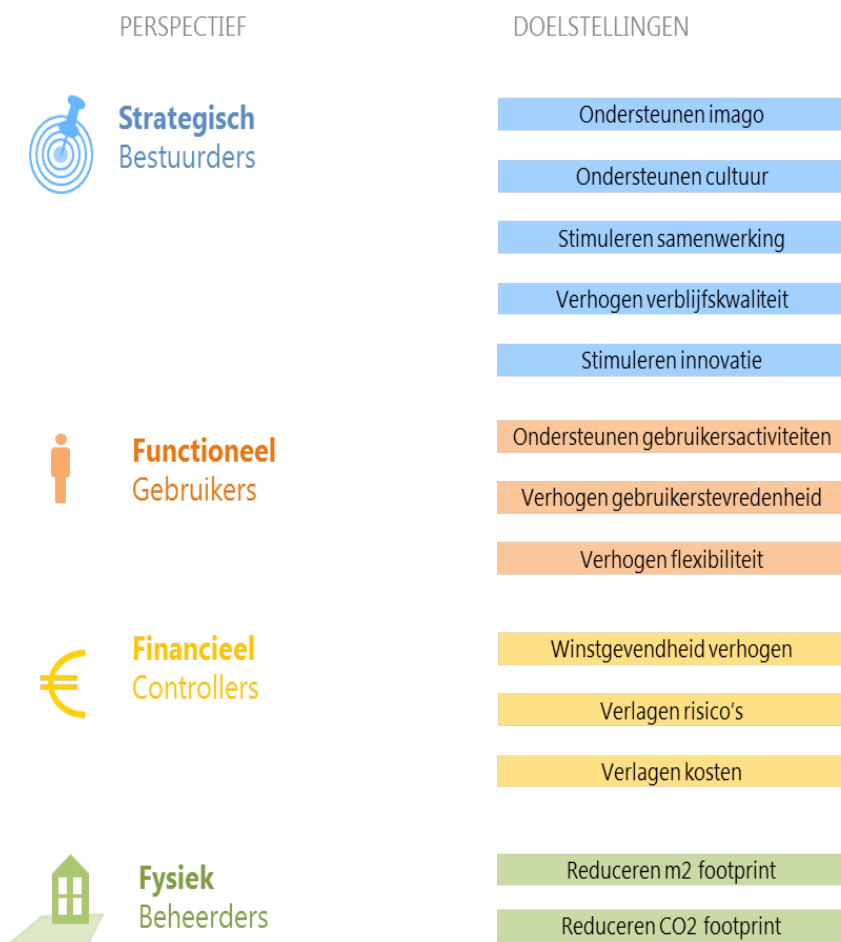 PERSPECTIEF DOELSTELLINGEN
Strategisch
Bestuurders
Ondersteunen imago
Ondersteunen cultuur
Stimuleren samenwerking
Verhogen verblijfskwaliteit
Stimuleren innovatie
Functioneel
Gebruikers
Ondersteunen gebruikersactiviteiten
Verhogen gebruikerstevredenheid
Verhogen flexibiliteit
Financieel
Controllers
Winstgevendheid verhogen
Verlagen risico's
Verlagen kosten
Fysiek
Beheerders
Reduceren m2 footprint
Reduceren CO2 footprint